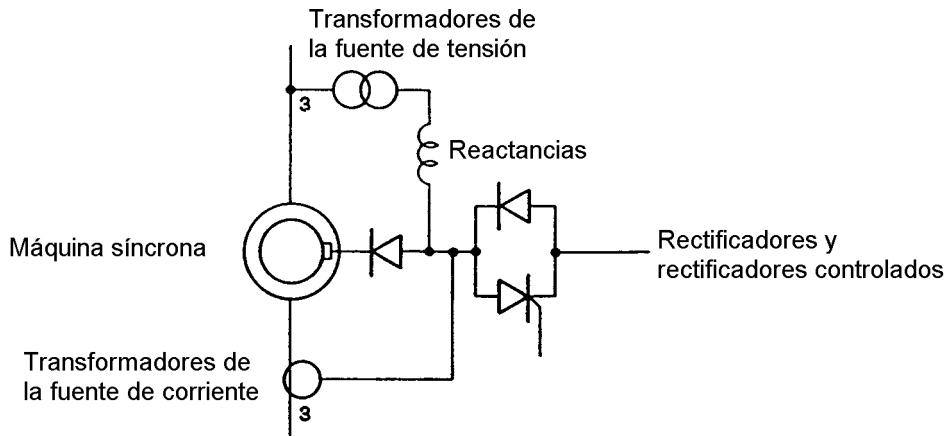 Transformadores de
la fuente de tensión
3
Reactancias
Máquina síncrona
Rectificadores y
rectificadores controlados
Transformadores de
la fuente de corriente
3